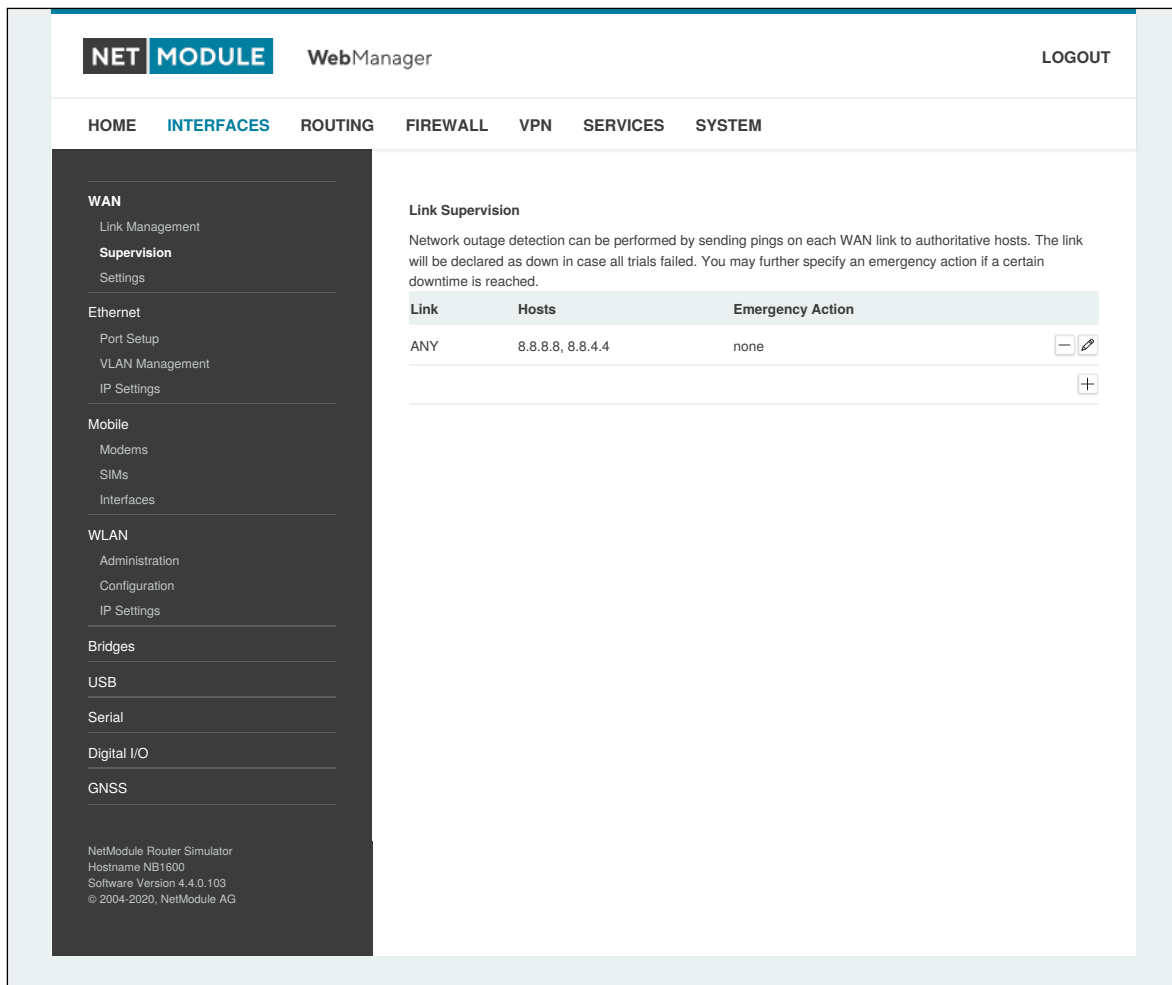 NET MODULE WebManager LOGOUT
HOME INTERFACES ROUTING FIREWALL VPN SERVICES SYSTEM
WAN
Link Management
Supervision
Settings
Ethernet
Port Setup
VLAN Management
IP Settings
Mobile
Modems
SIMs
Interfaces
WLAN
Administration
Configuration
IP Settings
Bridges
USB
Serial
Digital I/O
GNSS
NetModule Router Simulator
Hostname NB1600
Software Version 4.4.0.103
© 2004-2020, NetModule AG
Link Supervision
Network outage detection can be performed by sending pings on each WAN link to authoritative hosts. The link
will be declared as down in case all trials failed. You may further specify an emergency action if a certain
downtime is reached.
Link Hosts Emergency Action
ANY 8.8.8.8, 8.8.4.4 none